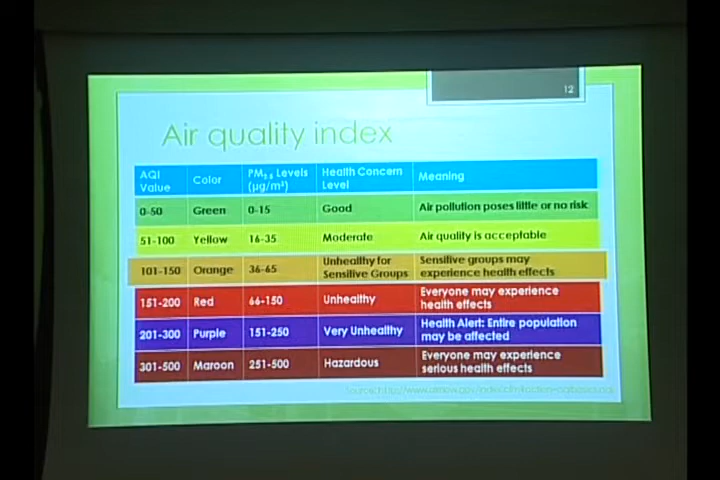 12
Air quality index
AQI Value	Color	PM2.5 Levels (µg/m³)	Health Concern Level	Meaning
0-50	Green	0-15	Good	Air pollution poses little or no risk
51-100	Yellow	16-35	Moderate	Air quality is acceptable
101-150	Orange	36-65	Unhealthy for Sensitive Groups	Sensitive groups may experience health effects
151-200	Red	66-150	Unhealthy	Everyone may experience health effects
201-300	Purple	151-250	Very Unhealthy	Health Alert: Entire population may be affected
301-500	Maroon	251-500	Hazardous	Everyone may experience serious health effects